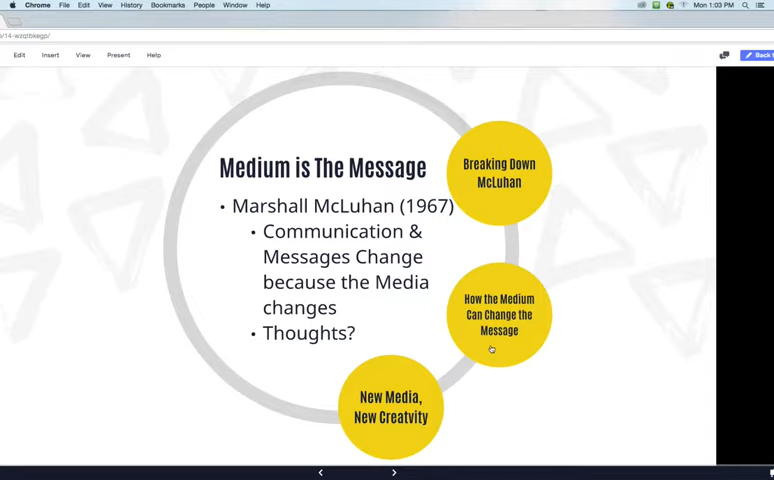 Chrome File Edit View History Bookmarks People Window Help Mon 1:03 PM
Edit Insert View Present Help Back
Medium is The Message
• Marshall McLuhan (1967)
• Communication &
Messages Change
because the Media
changes
• Thoughts?
Breaking Down
McLuhan
How the Medium
Can Change the
Message
New Media,
New Creatvity